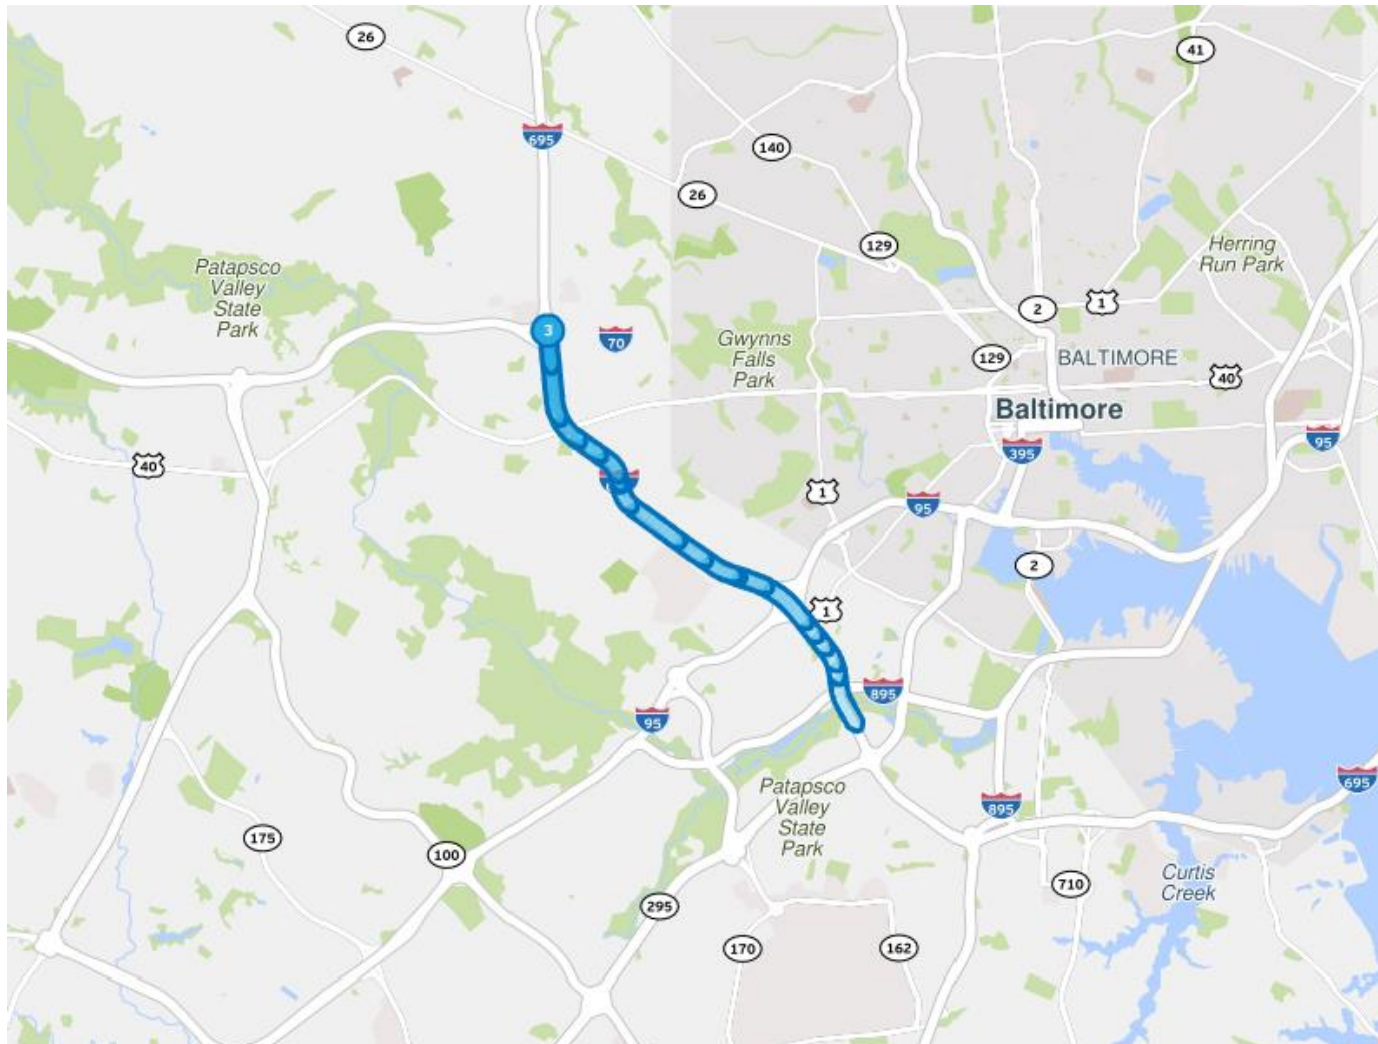 26
41
695
140
26
129
Herring
Run Park
Patapsco
Valley
State
Park
2
1
3
70
Gwynns
Falls
Park
129
BALTIMORE
40
Baltimore
40
395
95
1
95
2
1
895
95
Patapsco
Valley
State
Park
695
895
175
100
Curtis
Creek
710
295
170
162